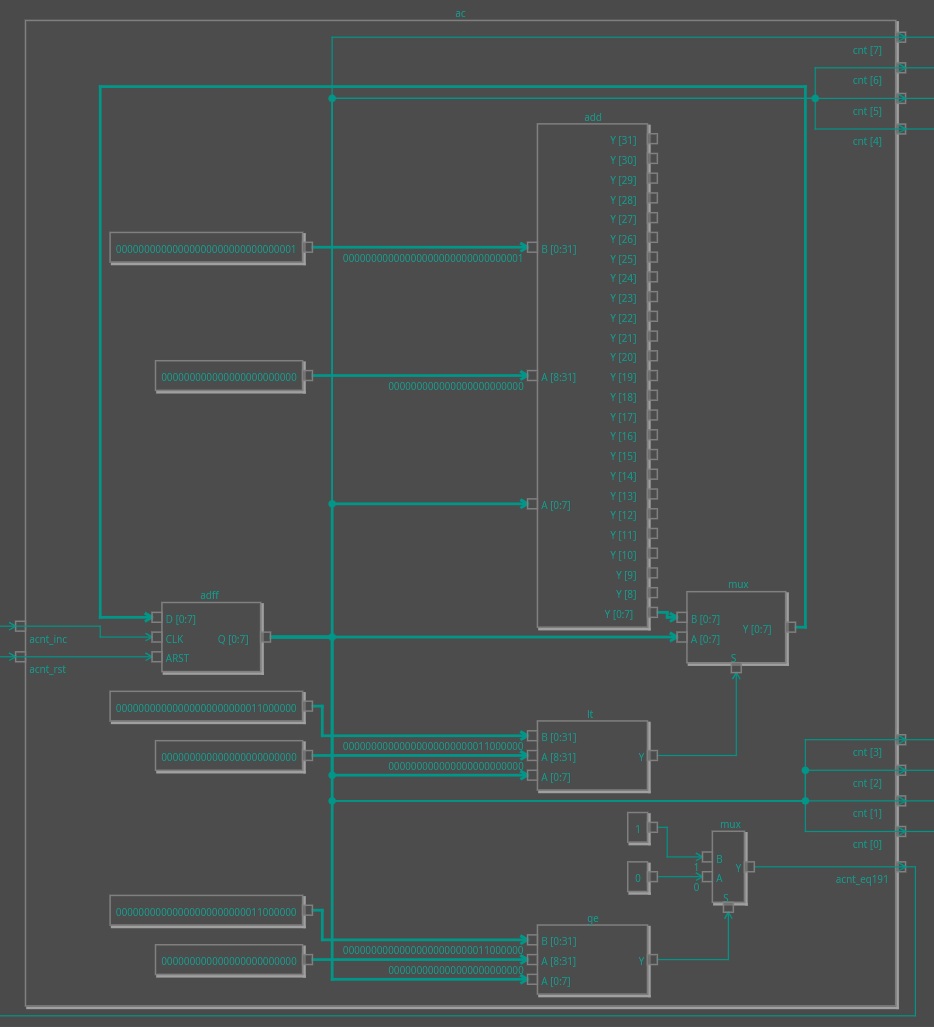 ac
cnt [7]
cnt [6]
cnt [5]
cnt [4]
add
Y [31]
Y [30]
Y [29]
Y [28]
Y [27]
Y [26]
00000000000000000000000000000001
B [0:31]
00000000000000000000000000000001
Y [25]
Y [24]
Y [23]
Y [22]
Y [21]
Y [20]
000000000000000000000000
A [8:31]
000000000000000000000000
Y [19]
Y [18]
Y [17]
Y [16]
Y [15]
Y [14]
Y [13]
A [0:7]
Y [12]
Y [11]
Y [10]
Y [9]
Y [8]
Y [0:7]
mux
B [0:7]
A [0:7]
Y [0:7]
S
adff
D [0:7]
CLK
ARST
Q [0:7]
acnt_inc
acnt_rst
00000000000000000000000011000000
lt
B [0:31]
00000000000000000000000011000000
000000000000000000000000
A [8:31]
000000000000000000000000
A [0:7]
Y
cnt [3]
cnt [2]
cnt [1]
cnt [0]
1
mux
B
1
0
A
0
Y
S
acnt_eq191
00000000000000000000000011000000
ge
B [0:31]
00000000000000000000000011000000
000000000000000000000000
A [8:31]
000000000000000000000000
A [0:7]
Y